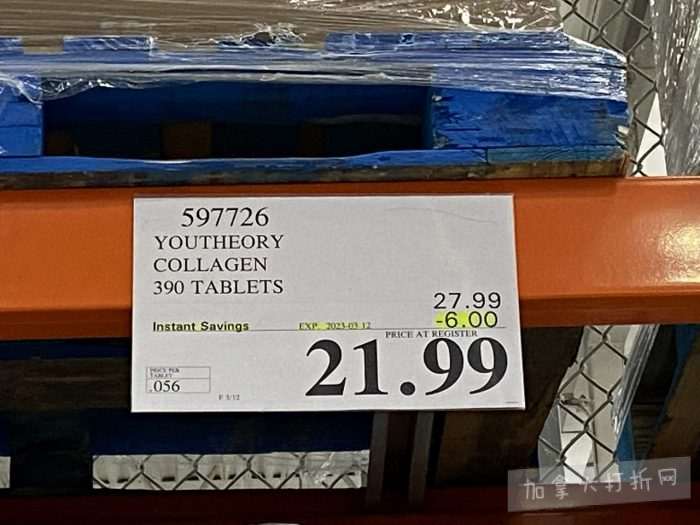 597726
YOUTHEORY
COLLAGEN
390 TABLETS
27.99
-6.00
Instant Savings EXP. 2023-03-12
PRICE AT REGISTER
21.99
PRICE PER
TABLET
.056
F 3/12
加拿大打折网